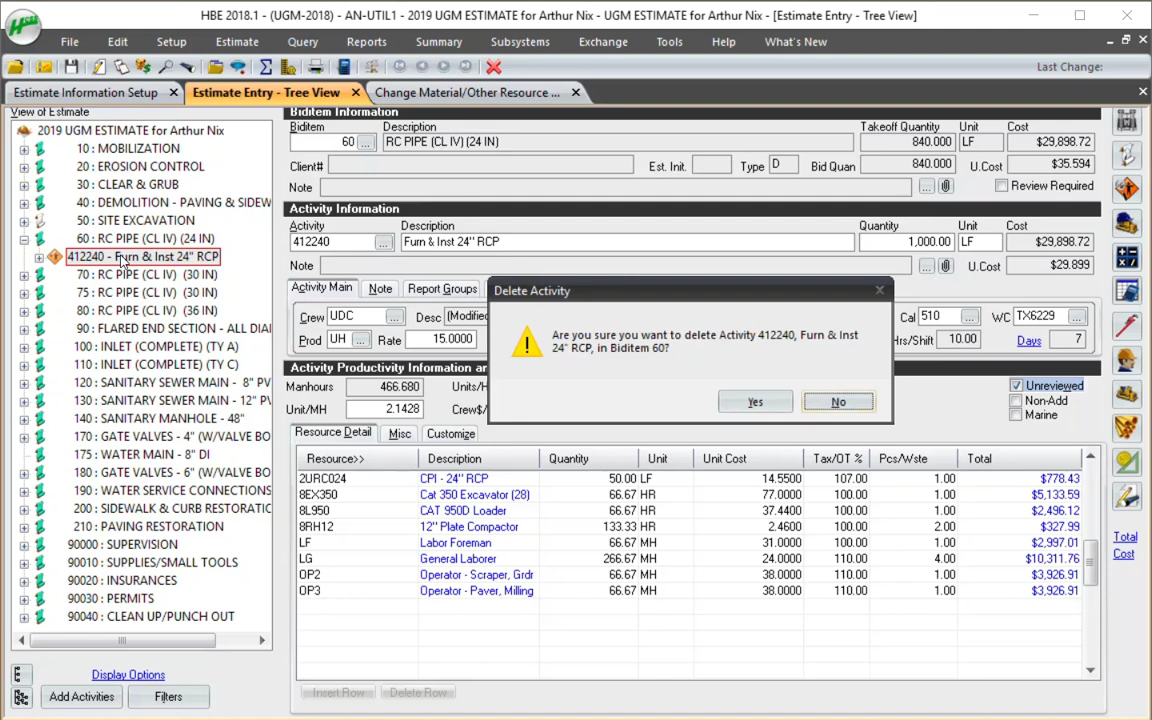 HBE 2018.1 - (UGM-2018) - AN-UTIL1 - 2019 UGM ESTIMATE for Arthur Nix - UGM ESTIMATE for Arthur Nix - [Estimate Entry - Tree View]
File Edit Setup Estimate Query Reports Summary Subsystems Exchange Tools Help What's New
Last Change:
Estimate Information Setup
Estimate Entry - Tree View
Change Material/Other Resource ...
View of Estimate
2019 UGM ESTIMATE for Arthur Nix
10 : MOBILIZATION
20 : EROSION CONTROL
30 : CLEAR & GRUB
40 : DEMOLITION - PAVING & SIDEW
50 : SITE EXCAVATION
60 : RC PIPE (CL IV) (24 IN)
412240 - Furn & Inst 24" RCP
70 : RC PIPE (CL IV) (30 IN)
75 : RC PIPE (CL IV) (30 IN)
80 : RC PIPE (CL IV) (36 IN)
90 : FLARED END SECTION - ALL DIAI
100 : INLET (COMPLETE) (TY A)
110 : INLET (COMPLETE) (TY C)
120 : SANITARY SEWER MAIN - 8" PV
130 : SANITARY SEWER MAIN - 12" PV
140 : SANITARY MANHOLE - 48"
170 : GATE VALVES - 4" (W/VALVE BO
175 : WATER MAIN - 8" DI
180 : GATE VALVES - 6" (W/VALVE BO
190 : WATER SERVICE CONNECTIONS
200 : SIDEWALK & CURB RESTORATIC
210 : PAVING RESTORATION
90000 : SUPERVISION
90010 : SUPPLIES/SMALL TOOLS
90020 : INSURANCES
90030 : PERMITS
90040 : CLEAN UP/PUNCH OUT
Display Options
Add Activities
Filters
Biditem Information
Biditem Description Takeoff Quantity Unit Cost
60 ... RC PIPE (CL IV) (24 IN) 840.000 LF $29,898.72
Client# Est. Init. Type D Bid Quan 840.000 U.Cost $35.594
Note ... Review Required
Activity Information
Activity Description Quantity Unit Cost
412240 ... Furn & Inst 24" RCP 1,000.00 LF $29,898.72
Note ... U.Cost $29.899
Activity Main Note Report Groups
Crew UDC ... Desc (Modified
Cal 510 ... WC TX6229 ...
Prod UH ... Rate 15.0000
Hrs/Shift 10.00 Days 7
Delete Activity
Are you sure you want to delete Activity 412240, Furn & Inst
24" RCP, in Biditem 60?
Yes
No
Activity Productivity Information an
Manhours 466.680 Units/H
Unit/MH 2.1428 Crew$/
Unreviewed
Non-Add
Marine
Resource Detail Misc Customize
Resource>> Description Quantity Unit Unit Cost Tax/OT % Pcs/Wste Total
2URC024 CPI - 24" RCP 50.00 LF 14.5500 107.00 1.00 $778.43
8EX350 Cat 350 Excavator (28) 66.67 HR 77.0000 100.00 1.00 $5,133.59
8L950 CAT 950D Loader 66.67 HR 37.4400 100.00 1.00 $2,496.12
8RH12 12" Plate Compactor 133.33 HR 2.4600 100.00 2.00 $327.99
LF Labor Foreman 66.67 MH 31.0000 100.00 1.00 $2,997.01
LG General Laborer 266.67 MH 24.0000 110.00 4.00 $10,311.76
OP2 Operator - Scraper, Grdr 66.67 MH 38.0000 110.00 1.00 $3,926.91
OP3 Operator - Paver, Milling 66.67 MH 38.0000 110.00 1.00 $3,926.91
Insert Row
Delete Row
Total
Cost